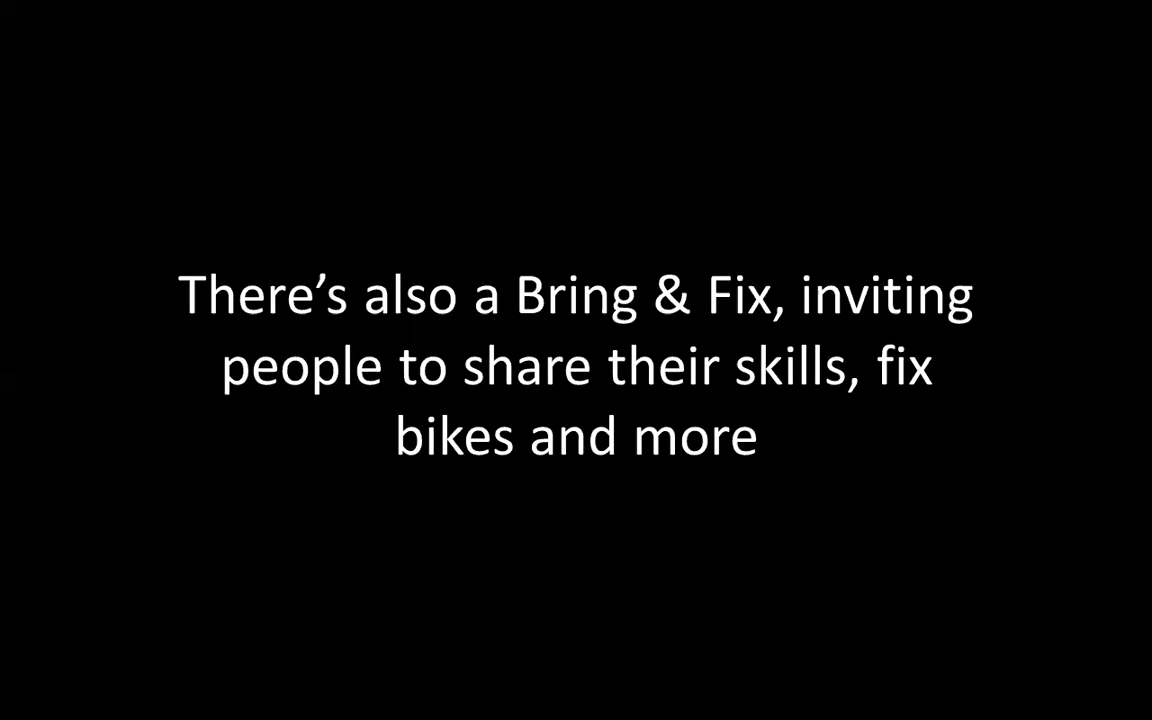 There’s also a Bring & Fix, inviting
people to share their skills, fix
bikes and more